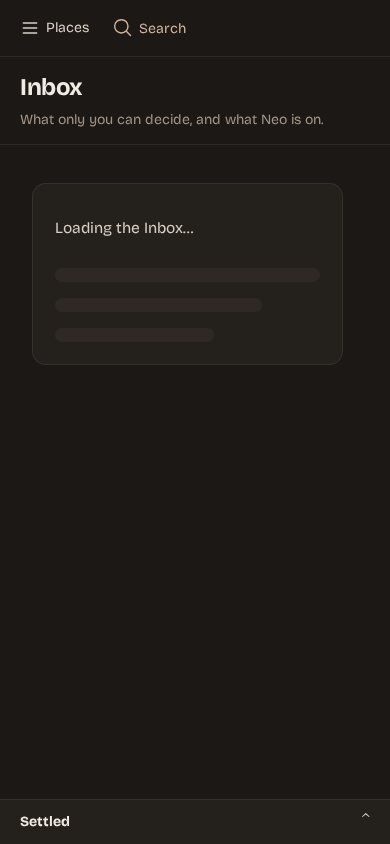 Places
Search
Inbox
What only you can decide, and what Neo is on.
Loading the Inbox...
Settled